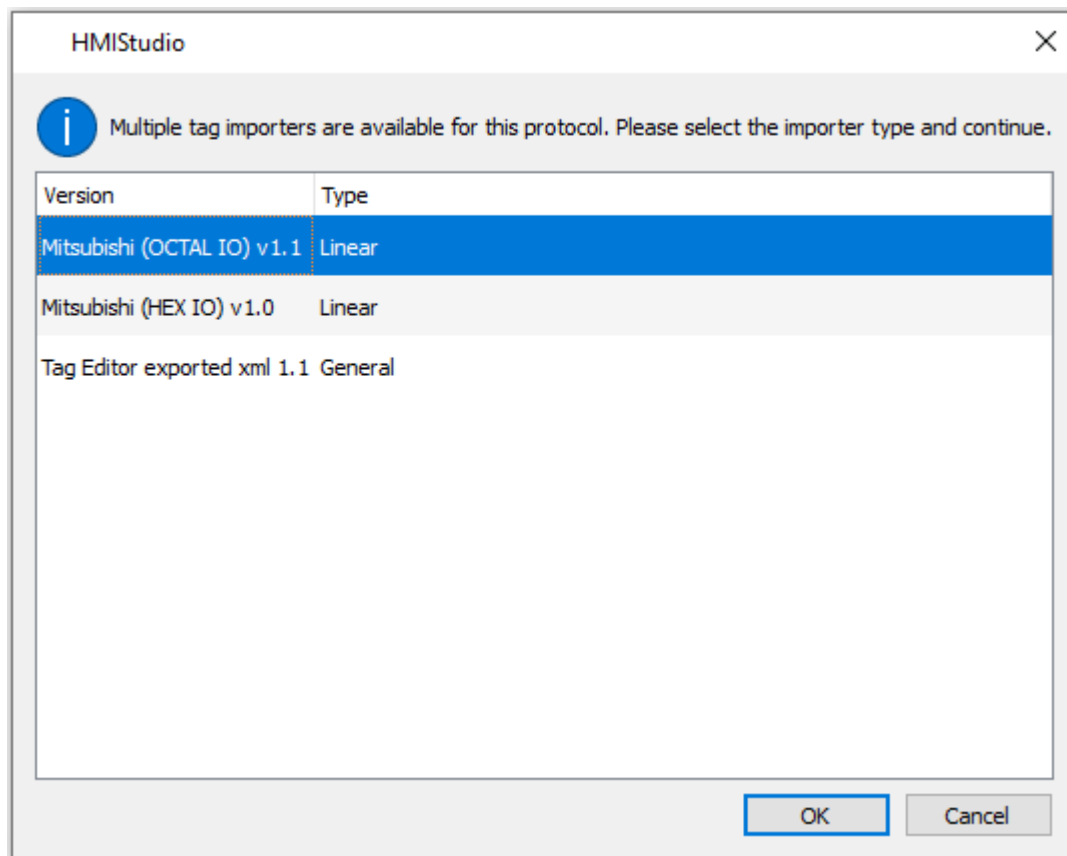 HMIStudio
Multiple tag importers are available for this protocol. Please select the importer type and continue.
Version Type
Mitsubishi (OCTAL IO) v1.1 Linear
Mitsubishi (HEX IO) v1.0 Linear
Tag Editor exported xml 1.1 General
OK Cancel